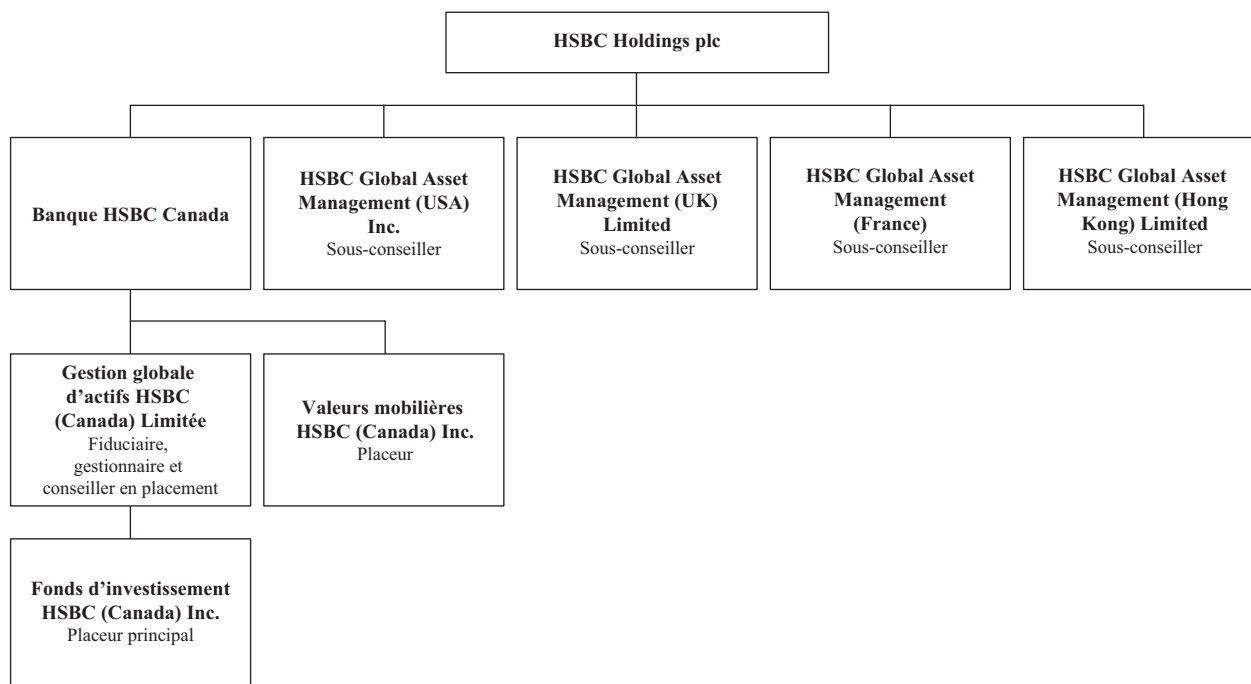 HSBC Holdings plc
Banque HSBC Canada
HSBC Global Asset
Management (USA)
Inc.
Sous-conseiller
HSBC Global Asset
Management (UK)
Limited
Sous-conseiller
HSBC Global Asset
Management
(France)
Sous-conseiller
HSBC Global Asset
Management (Hong
Kong) Limited
Sous-conseiller
Gestion globale
d'actifs HSBC
(Canada) Limitée
Fiduciaire,
gestionnaire et
conseiller en placement
Valeurs mobilières
HSBC (Canada) Inc.
Placeur
Fonds d’investissement
HSBC (Canada) Inc.
Placeur principal